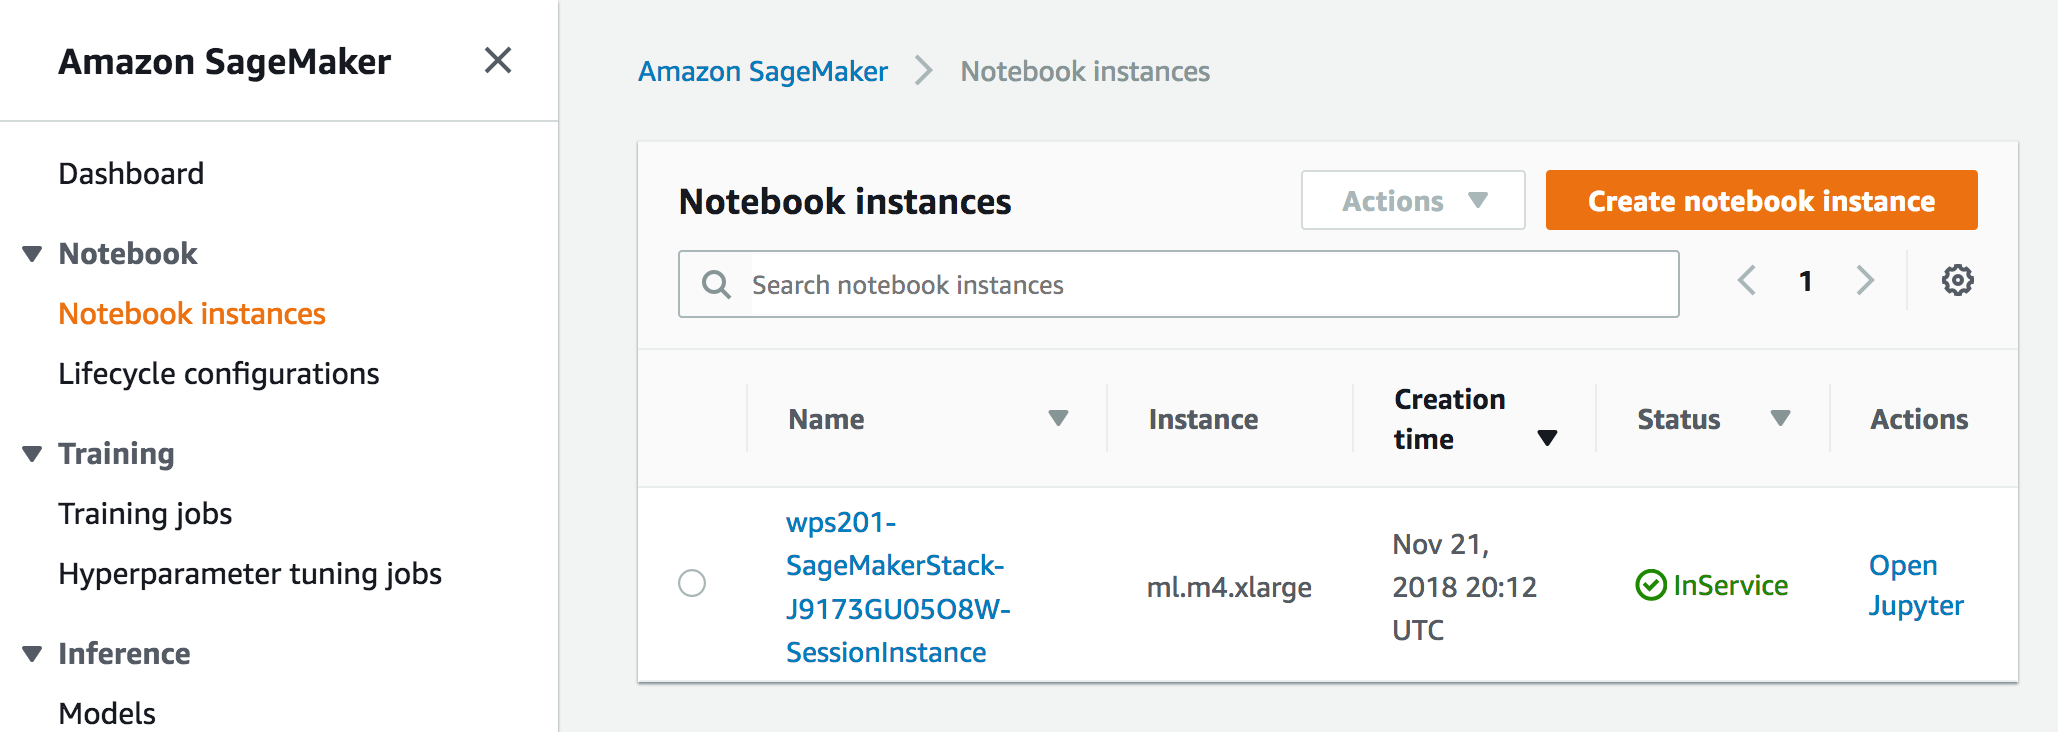 Amazon SageMaker
Dashboard
Notebook
Notebook instances
Lifecycle configurations
Training
Training jobs
Hyperparameter tuning jobs
Inference
Models
Amazon SageMaker
Notebook instances
Notebook instances
Actions
Create notebook instance
Search notebook instances
1
Name
Instance
Creation
time
Status
Actions
wps201-
SageMakerStack-
J9173GU05O8W-
SessionInstance
ml.m4.xlarge
Nov 21,
2018 20:12
UTC
InService
Open
Jupyter